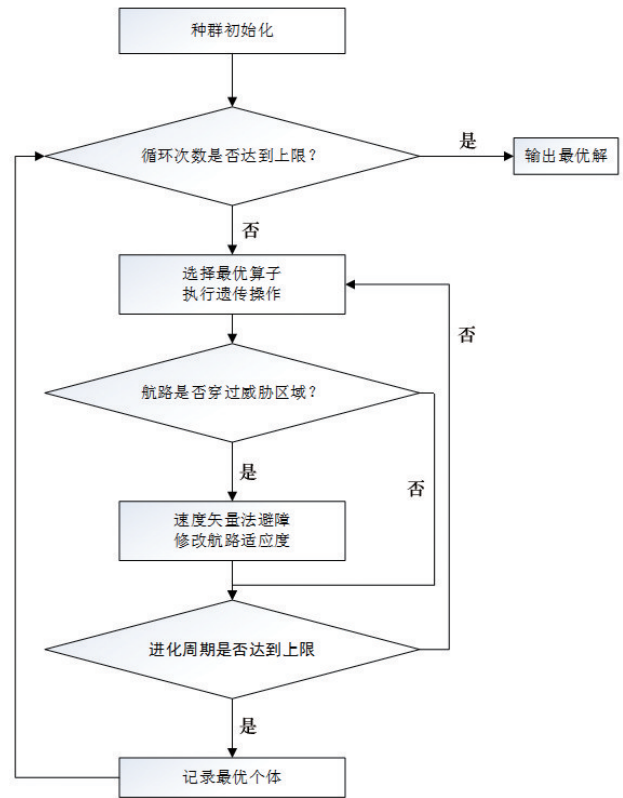 种群初始化
循环次数是否达到上限？
是
输出最优解
否
选择最优算子
执行遗传操作
否
航路是否穿过威胁区域？
是
否
速度矢量法避障
修改航路适应度
进化周期是否达到上限
是
记录最优个体